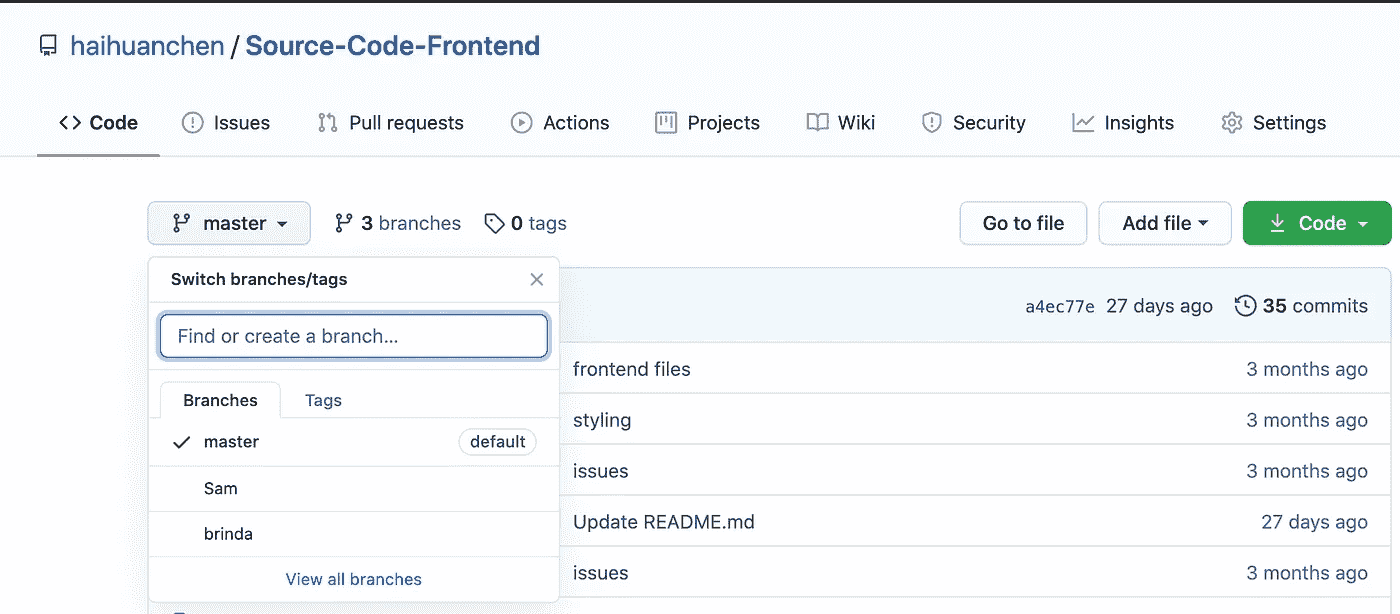 haihuanchen / Source-Code-Frontend
Code Issues Pull requests Actions Projects Wiki Security Insights Settings
master 3 branches 0 tags Go to file Add file Code
Switch branches/tags
a4ec77e 27 days ago 35 commits
Find or create a branch...
frontend files 3 months ago
Branches Tags
styling 3 months ago
master default
issues 3 months ago
Sam
Update README.md 27 days ago
brinda
issues 3 months ago
View all branches